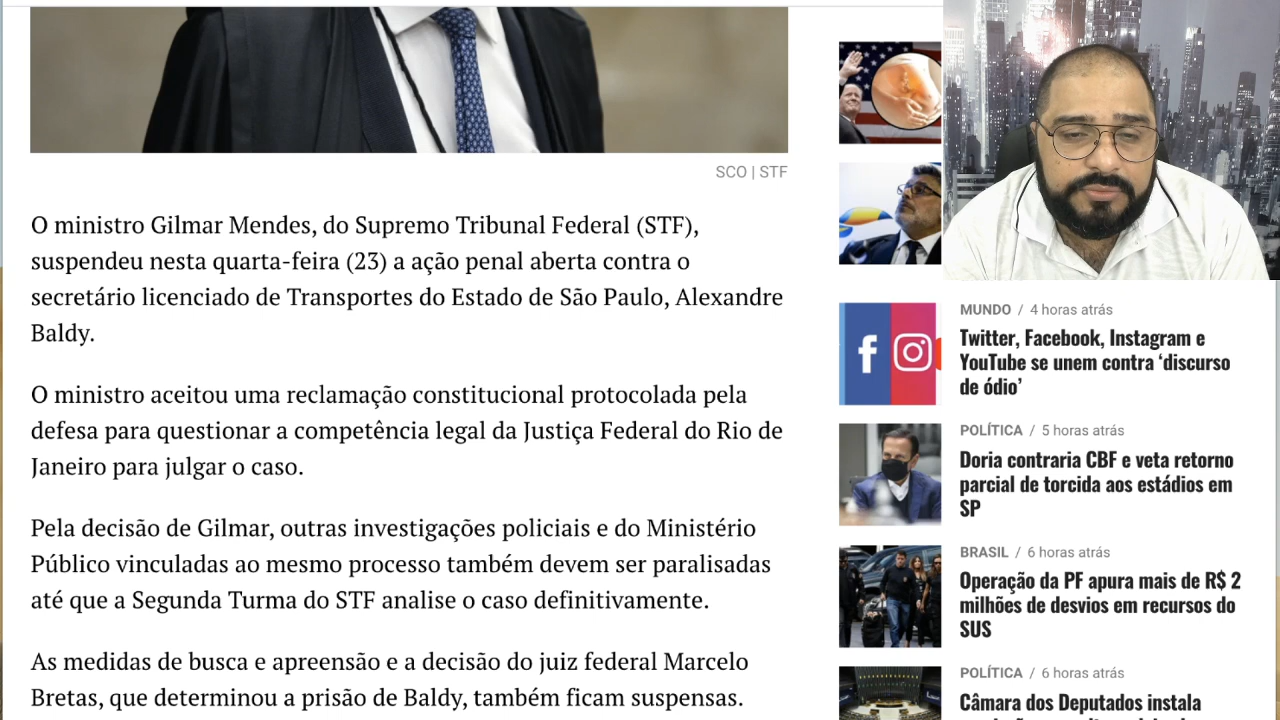 SCO | STF
O ministro Gilmar Mendes, do Supremo Tribunal Federal (STF),
suspendeu nesta quarta-feira (23) a ação penal aberta contra o
secretário licenciado de Transportes do Estado de São Paulo, Alexandre
Baldy.
O ministro aceitou uma reclamação constitucional protocolada pela
defesa para questionar a competência legal da Justiça Federal do Rio de
Janeiro para julgar o caso.
Pela decisão de Gilmar, outras investigações policiais e do Ministério
Público vinculadas ao mesmo processo também devem ser paralisadas
até que a Segunda Turma do STF analise o caso definitivamente.
As medidas de busca e apreensão e a decisão do juiz federal Marcelo
Bretas, que determinou a prisão de Baldy, também ficam suspensas.
MUNDO / 4 horas atrás
Twitter, Facebook, Instagram e
YouTube se unem contra ‘discurso
de ódio’
POLÍTICA / 5 horas atrás
Doria contraria CBF e veta retorno
parcial de torcida aos estádios em
SP
BRASIL / 6 horas atrás
Operação da PF apura mais de R$ 2
milhões de desvios em recursos do
SUS
POLÍTICA / 6 horas atrás
Câmara dos Deputados instala